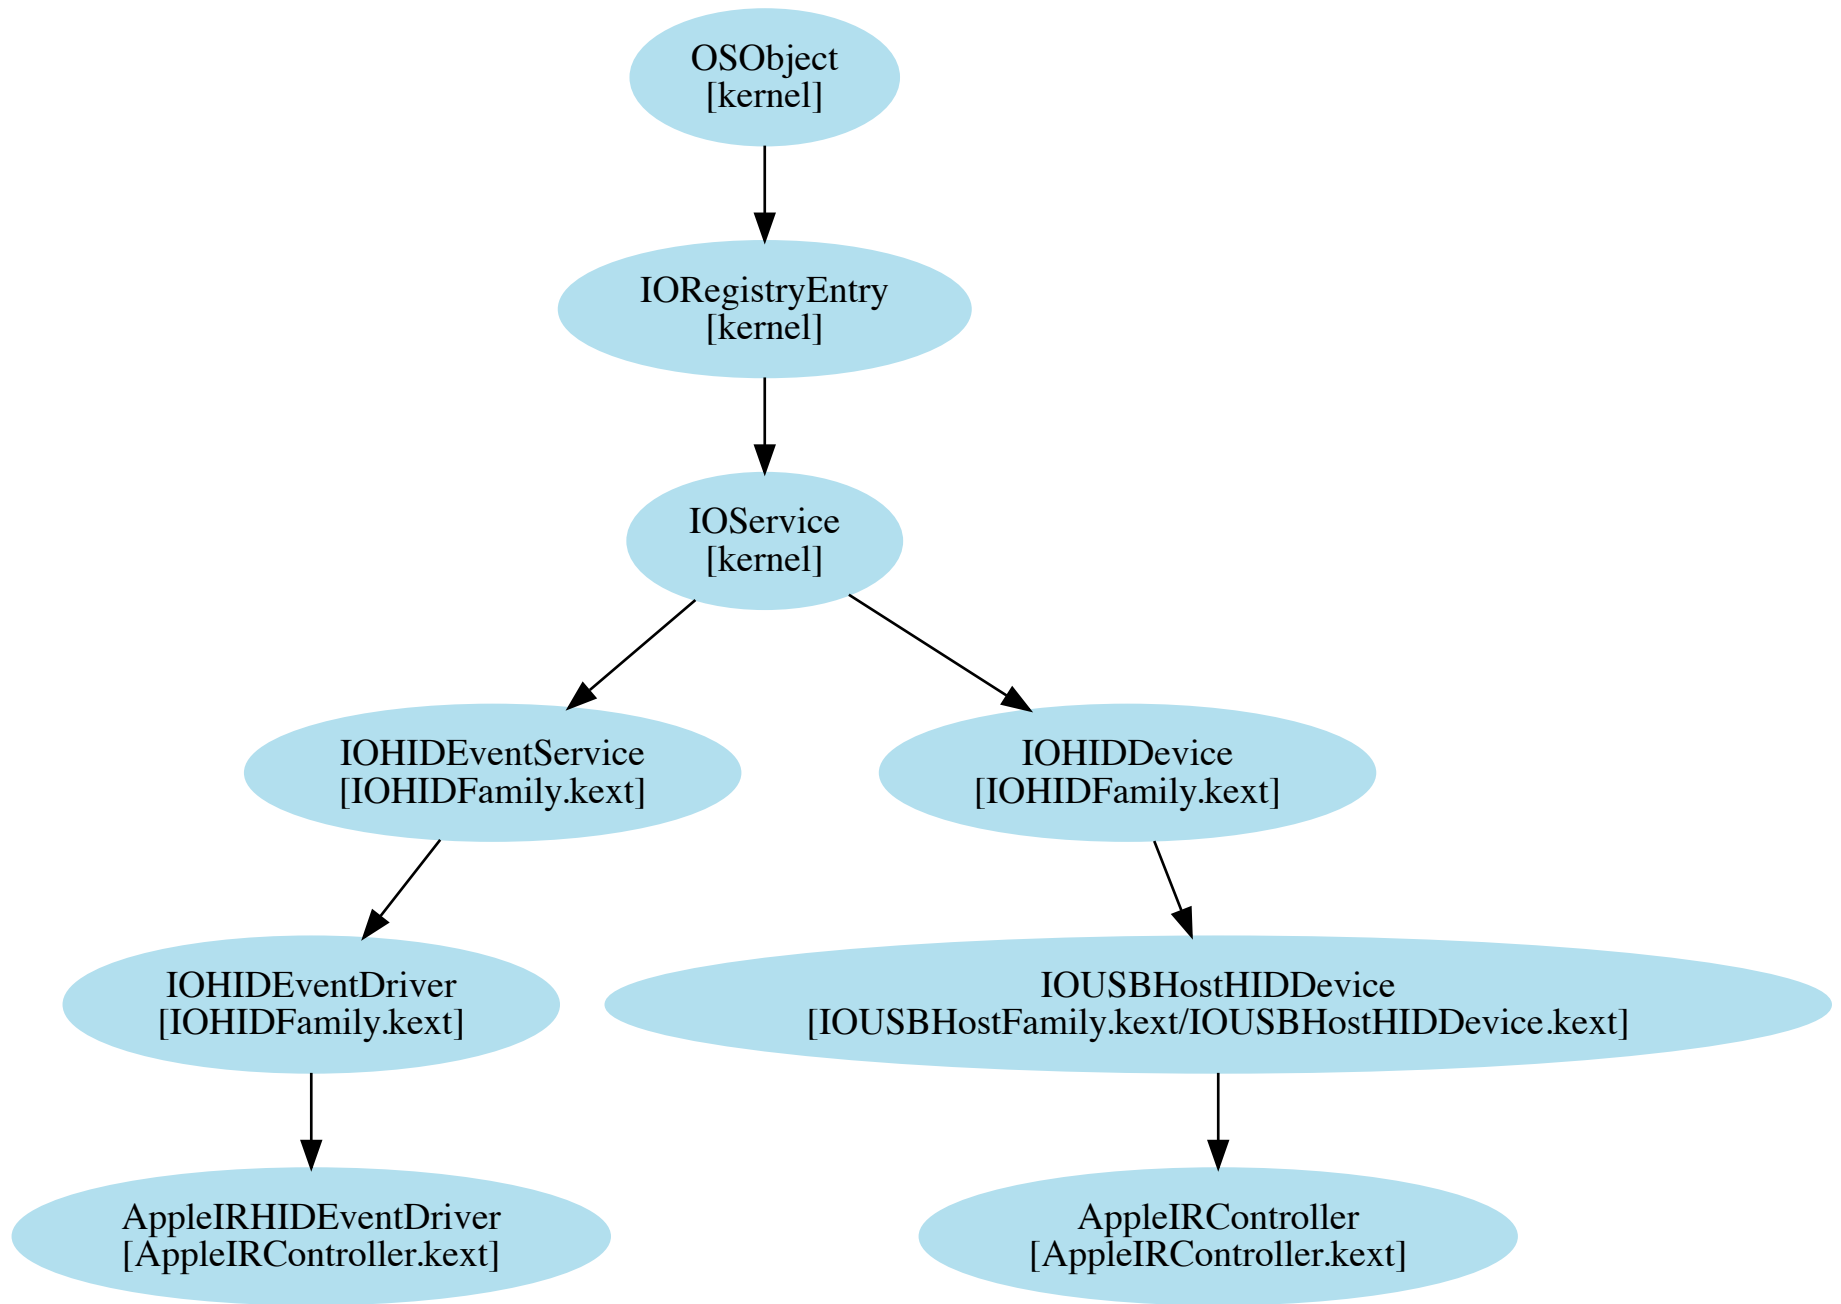 OSObject
[kernel]
IORegistryEntry
[kernel]
IOService
[kernel]
IOHIDEventService
[IOHIDFamily.kext]
IOHIDDevice
[IOHIDFamily.kext]
IOHIDEventDriver
[IOHIDFamily.kext]
IOUSBHostHIDDevice
[IOUSBHostFamily.kext/IOUSBHostHIDDevice.kext]
AppleIRHIDEventDriver
[AppleIRController.kext]
AppleIRController
[AppleIRController.kext]